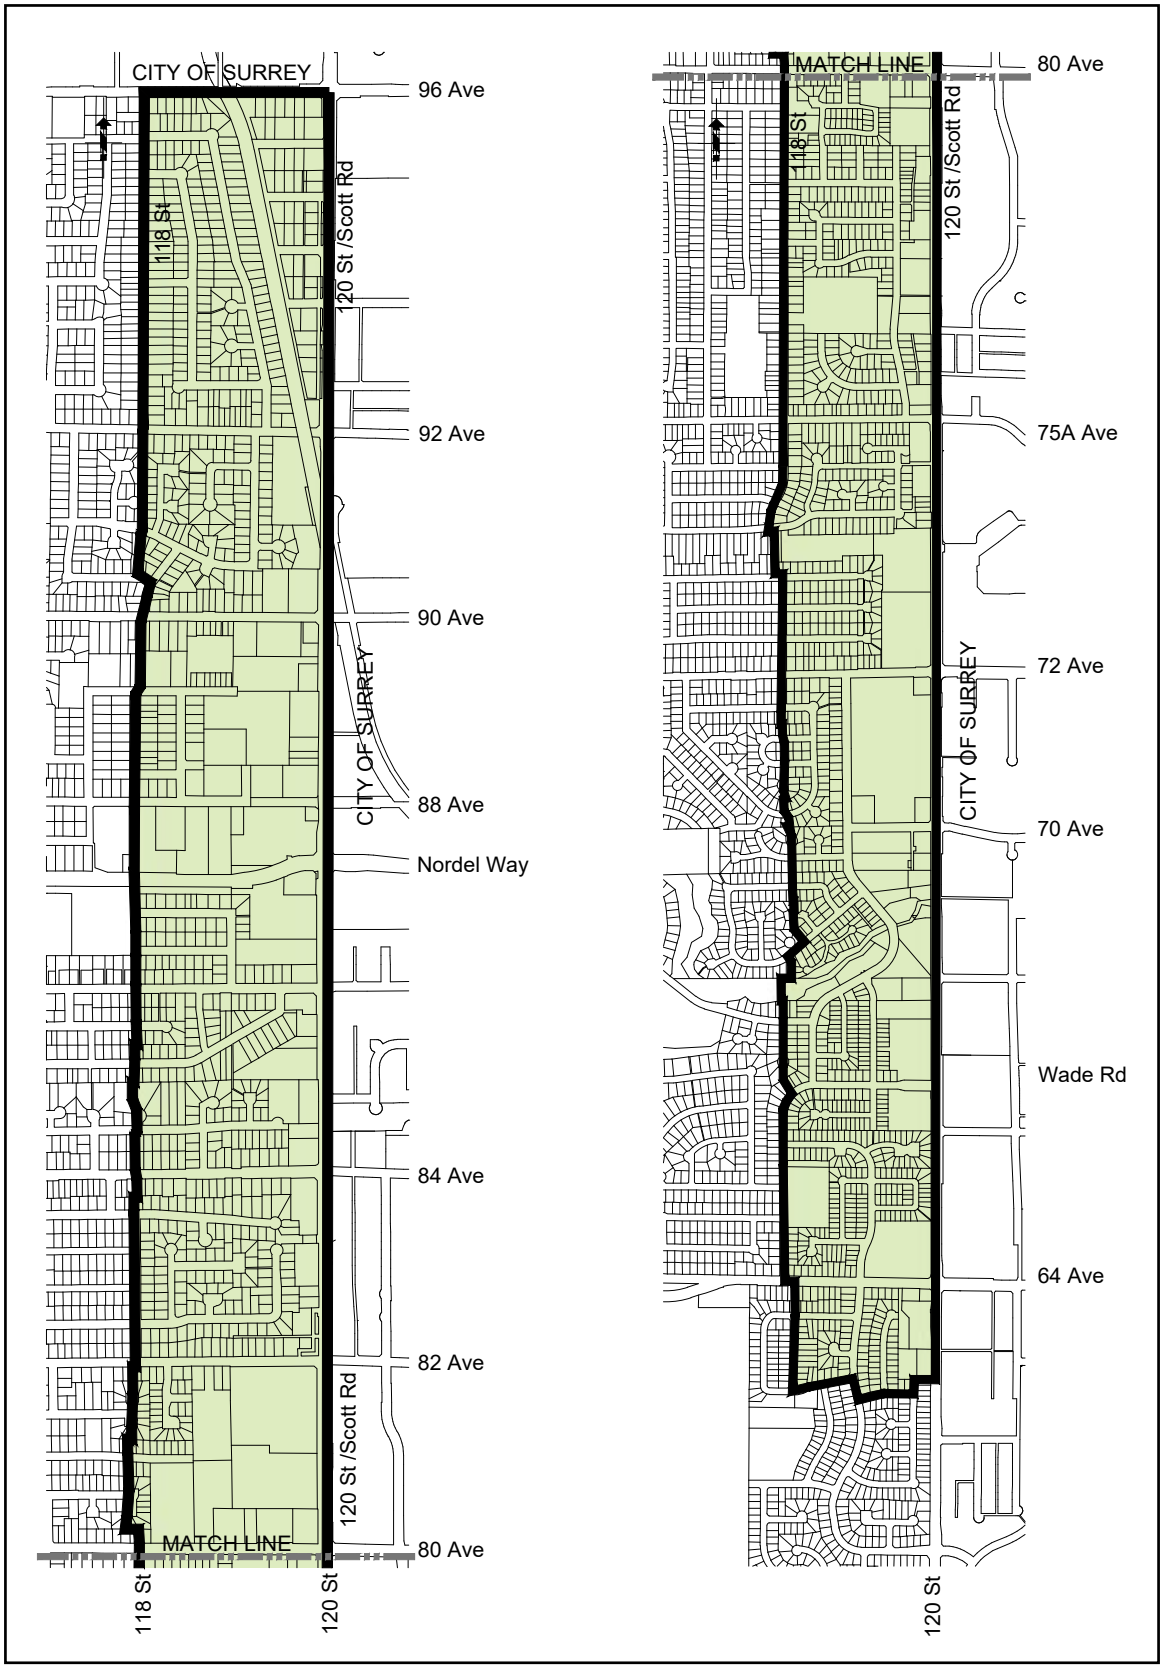 CITY OF SURREY
96 Ave
118 St
120 St /Scott Rd
92 Ave
90 Ave
CITY OF SURREY
88 Ave
Nordel Way
84 Ave
82 Ave
120 St /Scott Rd
MATCH LINE
80 Ave
118 St
120 St
MATCH LINE
80 Ave
118 St
120 St /Scott Rd
75A Ave
72 Ave
CITY OF SURREY
70 Ave
Wade Rd
64 Ave
120 St